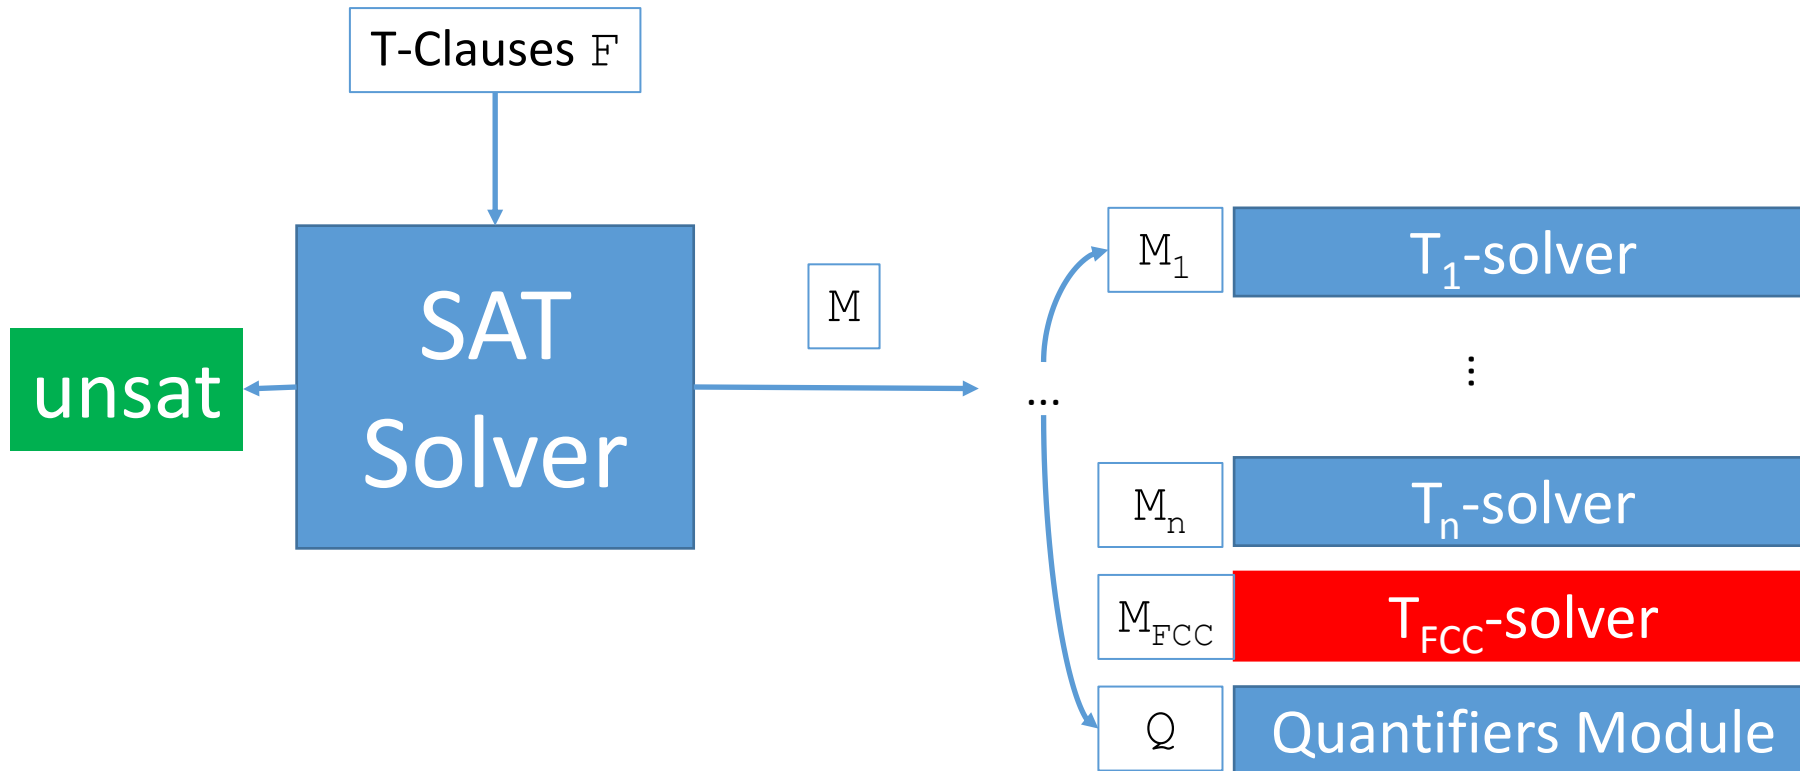 T-Clauses F
SAT
Solver
unsat
M
...
M1
T1-solver
⋮
Mn
Tn-solver
MFCC
TFCC-solver
Q
Quantifiers Module